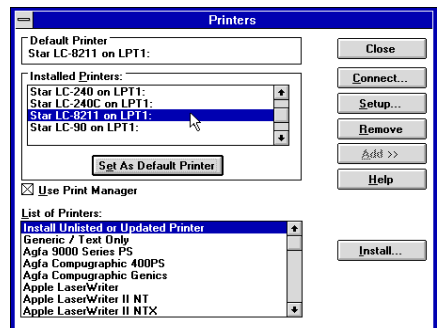 Printers
Default Printer
Star LC-8211 on LPT1:
Installed Printers:
Star LC-240 on LPT1:
Star LC-240C on LPT1:
Star LC-8211 on LPT1:
Star LC-90 on LPT1:
Set As Default Printer
Use Print Manager
List of Printers:
Install Unlisted or Updated Printer
Generic / Text Only
Agfa 9000 Series PS
Agfa Compugraphic 400PS
Agfa Compugraphic Genics
Apple LaserWriter
Apple LaserWriter II NT
Apple LaserWriter II NTX
Close
Connect...
Setup...
Remove
Add >>
Help
Install...